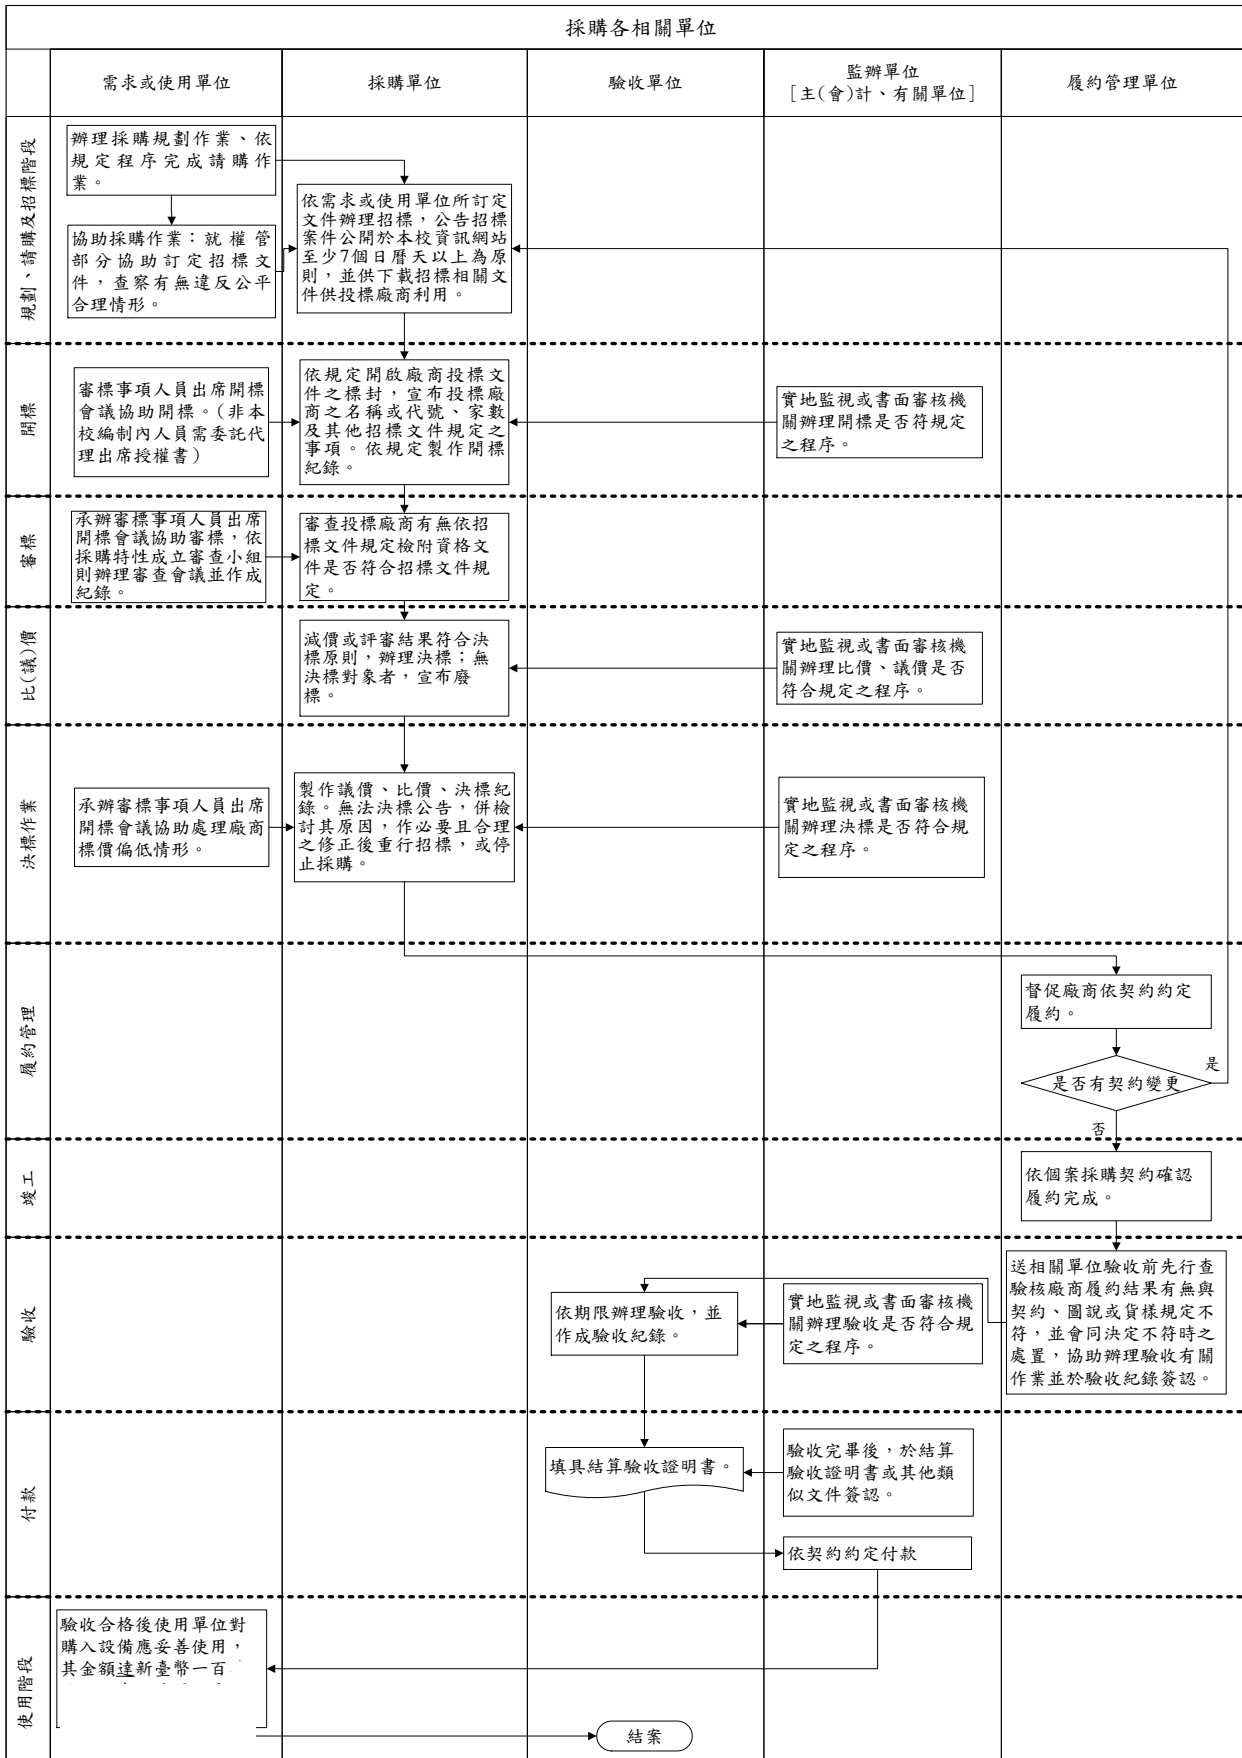 採購各相關單位
需求或使用單位
採購單位
驗收單位
監辦單位
[主(會)計、有關單位]
履約管理單位
規劃、請購及招標階段
辦理採購規劃作業、依
規定程序完成請購作
業。
協助採購作業：就權管
部分協助訂定招標文
件，查察有無違反公平
合理情形。
依需求或使用單位所訂定
文件辦理招標，公告招標
案件公開於本校資訊網站
至少7個日曆天以上為原
則，並供下載招標相關文
件供投標廠商利用。
開標
審標事項人員出席開標
會議協助開標。(非本
校編制內人員需委託代
理出席授權書)
依規定開啟廠商投標文
件之標封，宣布投標廠
商之名稱或代號、家數
及其他招標文件規定之
事項。依規定製作開標
紀錄。
實地監視或書面審核機
關辦理開標是否符規定
之程序。
審標
承辦審標事項人員出席
開標會議協助審標，依
採購特性成立審查小組
則辦理審查會議並作成
紀錄。
審查投標廠商有無依招
標文件規定檢附資格文
件是否符合招標文件規
定。
比(議)價
減價或評審結果符合決
標原則，辦理決標；無
決標對象者，宣布廢
標。
實地監視或書面審核機
關辦理比價、議價是否
符合規定之程序。
決標作業
承辦審標事項人員出席
開標會議協助處理廠商
標價偏低情形。
製作議價、比價、決標紀
錄。無法決標公告，併檢
討其原因，作必要且合理
之修正後重行招標，或停
止採購。
實地監視或書面審核機
關辦理決標是否符合規
定之程序。
履約管理
督促廠商依契約約定
履約。
是否有契約變更
是
否
竣工
依個案採購契約確認
履約完成。
驗收
依期限辦理驗收，並
作成驗收紀錄。
實地監視或書面審核機
關辦理驗收是否符合規
定之程序。
送相關單位驗收前先行查
驗核廠商履約結果有無與
契約、圖說或貨樣規定不
符，並會同決定不符時之
處置，協助辦理驗收有關
作業並於驗收紀錄簽認。
付款
填具結算驗收證明書。
驗收完畢後，於結算
驗收證明書或其他類
似文件簽認。
依契約約定付款
使用階段
驗收合格後使用單位對
購入設備應妥善使用，
其金額達新臺幣一百
結案